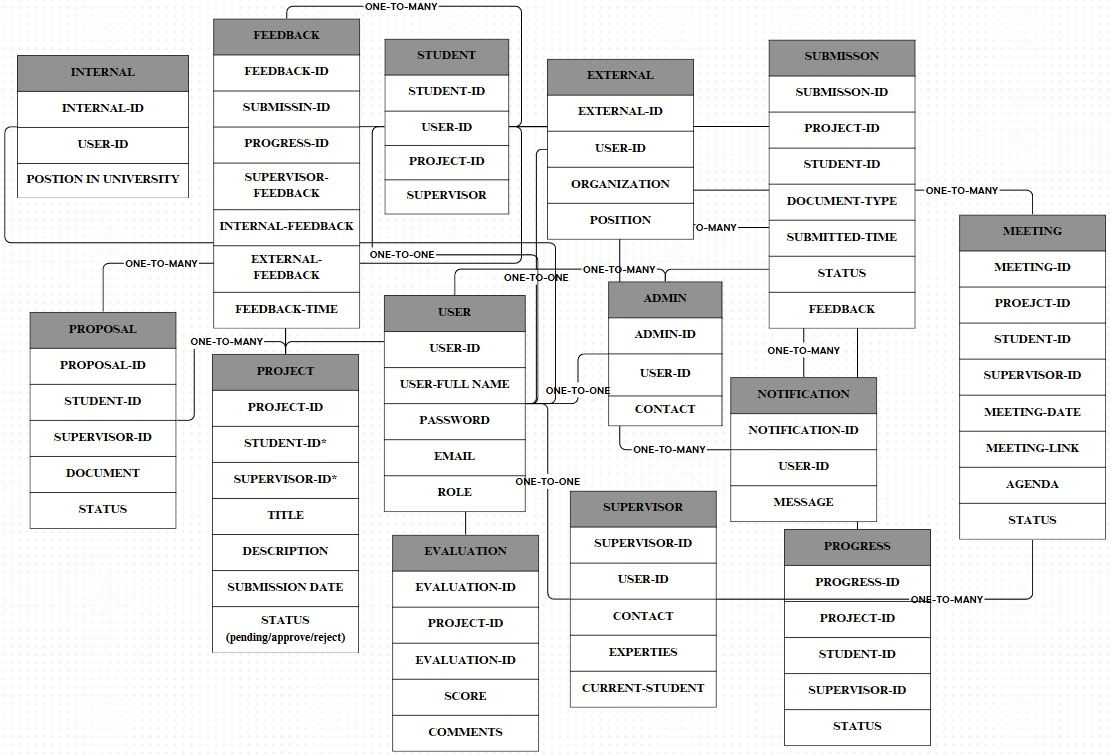 ONE-TO-MANY
INTERNAL
INTERNAL-ID
USER-ID
POSTION IN UNIVERSITY
FEEDBACK
FEEDBACK-ID
SUBMISSIN-ID
PROGRESS-ID
SUPERVISOR-
FEEDBACK
INTERNAL-FEEDBACK
EXTERNAL-
FEEDBACK
FEEDBACK-TIME
STUDENT
STUDENT-ID
USER-ID
PROJECT-ID
SUPERVISOR
EXTERNAL
EXTERNAL-ID
USER-ID
ORGANIZATION
POSITION
SUBMISSON
SUBMISSON-ID
PROJECT-ID
STUDENT-ID
DOCUMENT-TYPE
SUBMITTED-TIME
STATUS
FEEDBACK
ONE-TO-MANY
TO-MANY
MEETING
MEETING-ID
PROEJCT-ID
STUDENT-ID
SUPERVISOR-ID
MEETING-DATE
MEETING-LINK
AGENDA
STATUS
ONE-TO-MANY
ONE-TO-ONE
ONE-TO-ONE
ONE-TO-MANY
PROPOSAL
PROPOSAL-ID
STUDENT-ID
SUPERVISOR-ID
DOCUMENT
STATUS
ONE-TO-MANY
PROJECT
PROJECT-ID
STUDENT-ID*
SUPERVISOR-ID*
TITLE
DESCRIPTION
SUBMISSION DATE
STATUS
(pending/approve/reject)
USER
USER-ID
USER-FULL NAME
PASSWORD
EMAIL
ROLE
ADMIN
ADMIN-ID
USER-ID
CONTACT
ONE-TO-ONE
ONE-TO-MANY
ONE-TO-MANY
NOTIFICATION
NOTIFICATION-ID
USER-ID
MESSAGE
ONE-TO-ONE
EVALUATION
EVALUATION-ID
PROJECT-ID
EVALUATION-ID
SCORE
COMMENTS
SUPERVISOR
SUPERVISOR-ID
USER-ID
CONTACT
EXPERTIES
CURRENT-STUDENT
PROGRESS
PROGRESS-ID
PROJECT-ID
STUDENT-ID
SUPERVISOR-ID
STATUS
ONE-TO-MANY